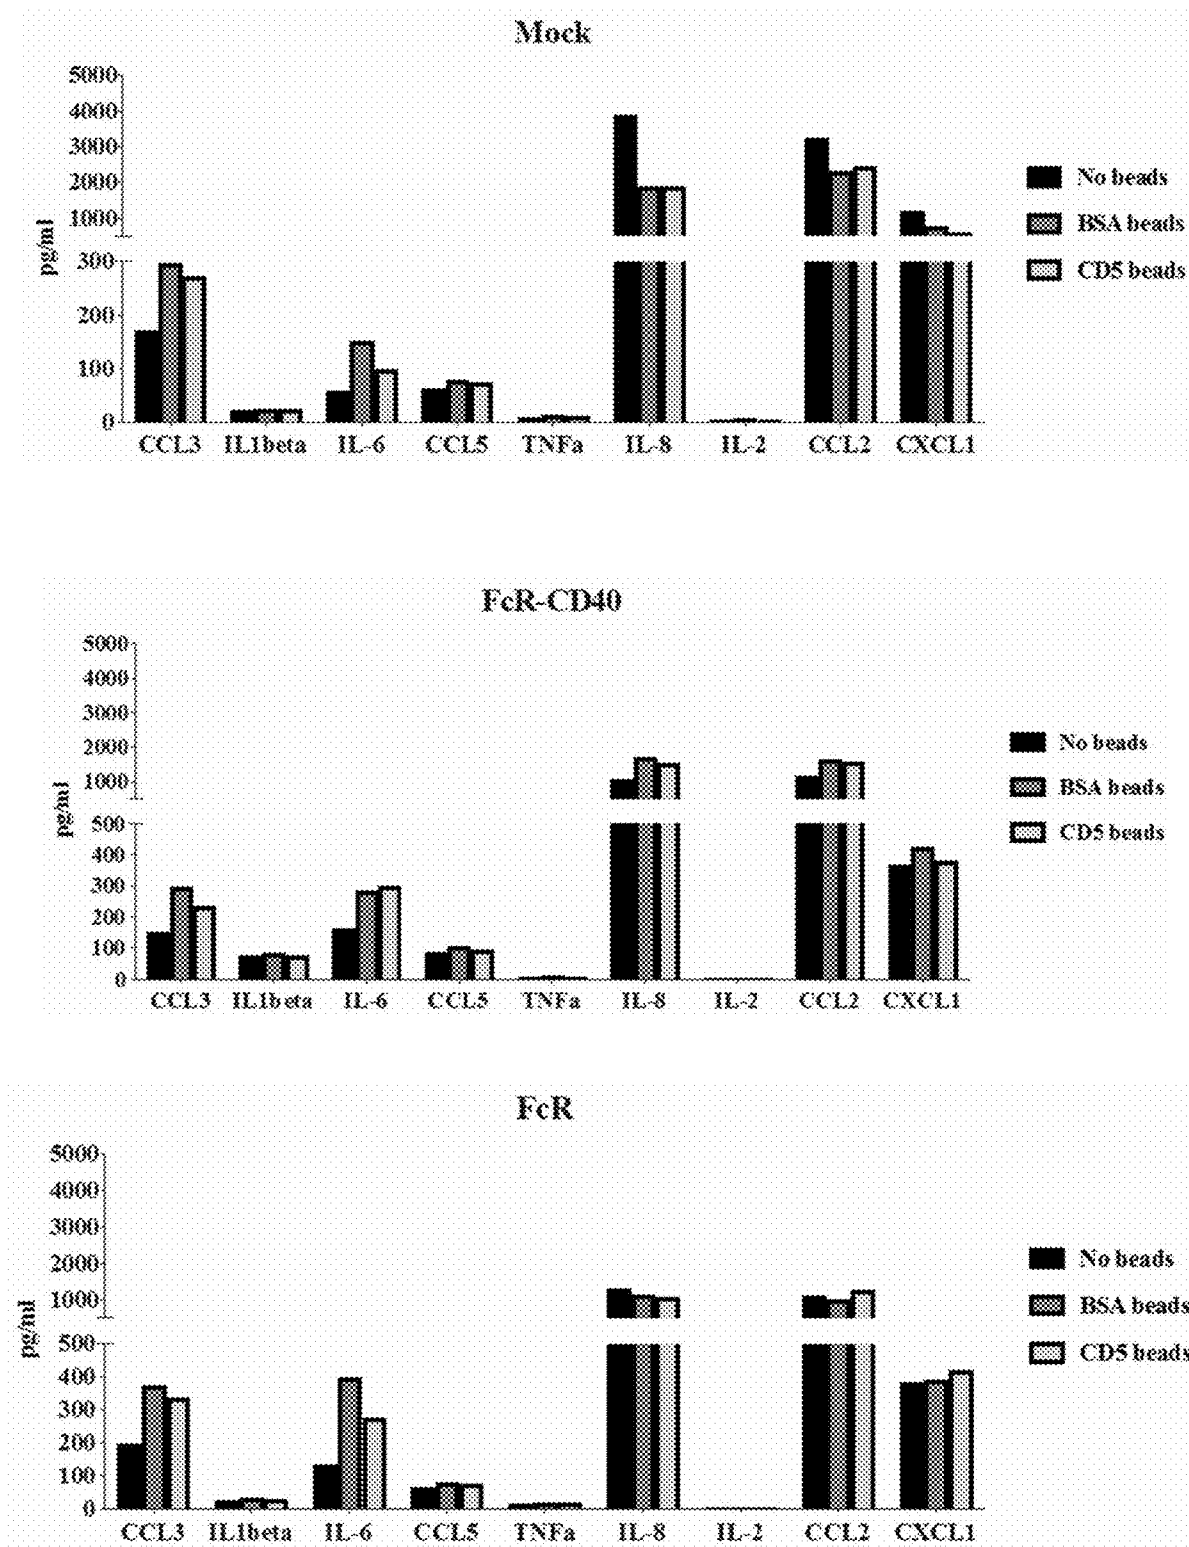 Mock
5000
4000
3000
2000
1000
300
200
100
0
pg/ml
CCL3 IL1beta IL-6 CCL5 TNFa IL-8 IL-2 CCL2 CXCL1
No beads
BSA beads
CD5 beads
FcR-CD40
5000
4000
3000
2000
1000
500
400
300
200
100
0
pg/ml
CCL3 IL1beta IL-6 CCL5 TNFa IL-8 IL-2 CCL2 CXCL1
No beads
BSA beads
CD5 beads
FcR
5000
4000
3000
2000
1000
500
400
300
200
100
0
pg/ml
CCL3 IL1beta IL-6 CCL5 TNFa IL-8 IL-2 CCL2 CXCL1
No beads
BSA beads
CD5 beads